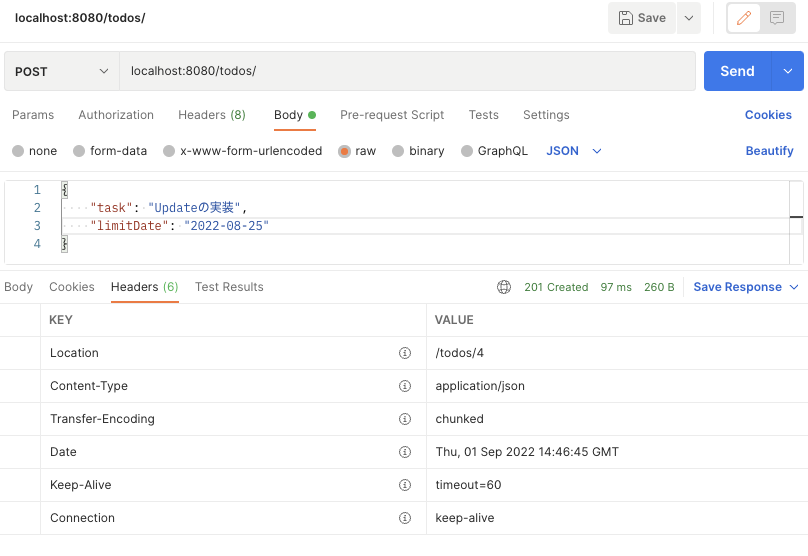 localhost:8080/todos/
Save
POST localhost:8080/todos/ Send
Params Authorization Headers (8) Body Pre-request Script Tests Settings Cookies
none form-data x-www-form-urlencoded raw binary GraphQL JSON Beautify
1 {
2 ····"task":·"Updateの実装",
3 ····"limitDate":·"2022-08-25"
4 }
Body Cookies Headers (6) Test Results 201 Created 97 ms 260 B Save Response
KEY VALUE
Location /todos/4
Content-Type application/json
Transfer-Encoding chunked
Date Thu, 01 Sep 2022 14:46:45 GMT
Keep-Alive timeout=60
Connection keep-alive